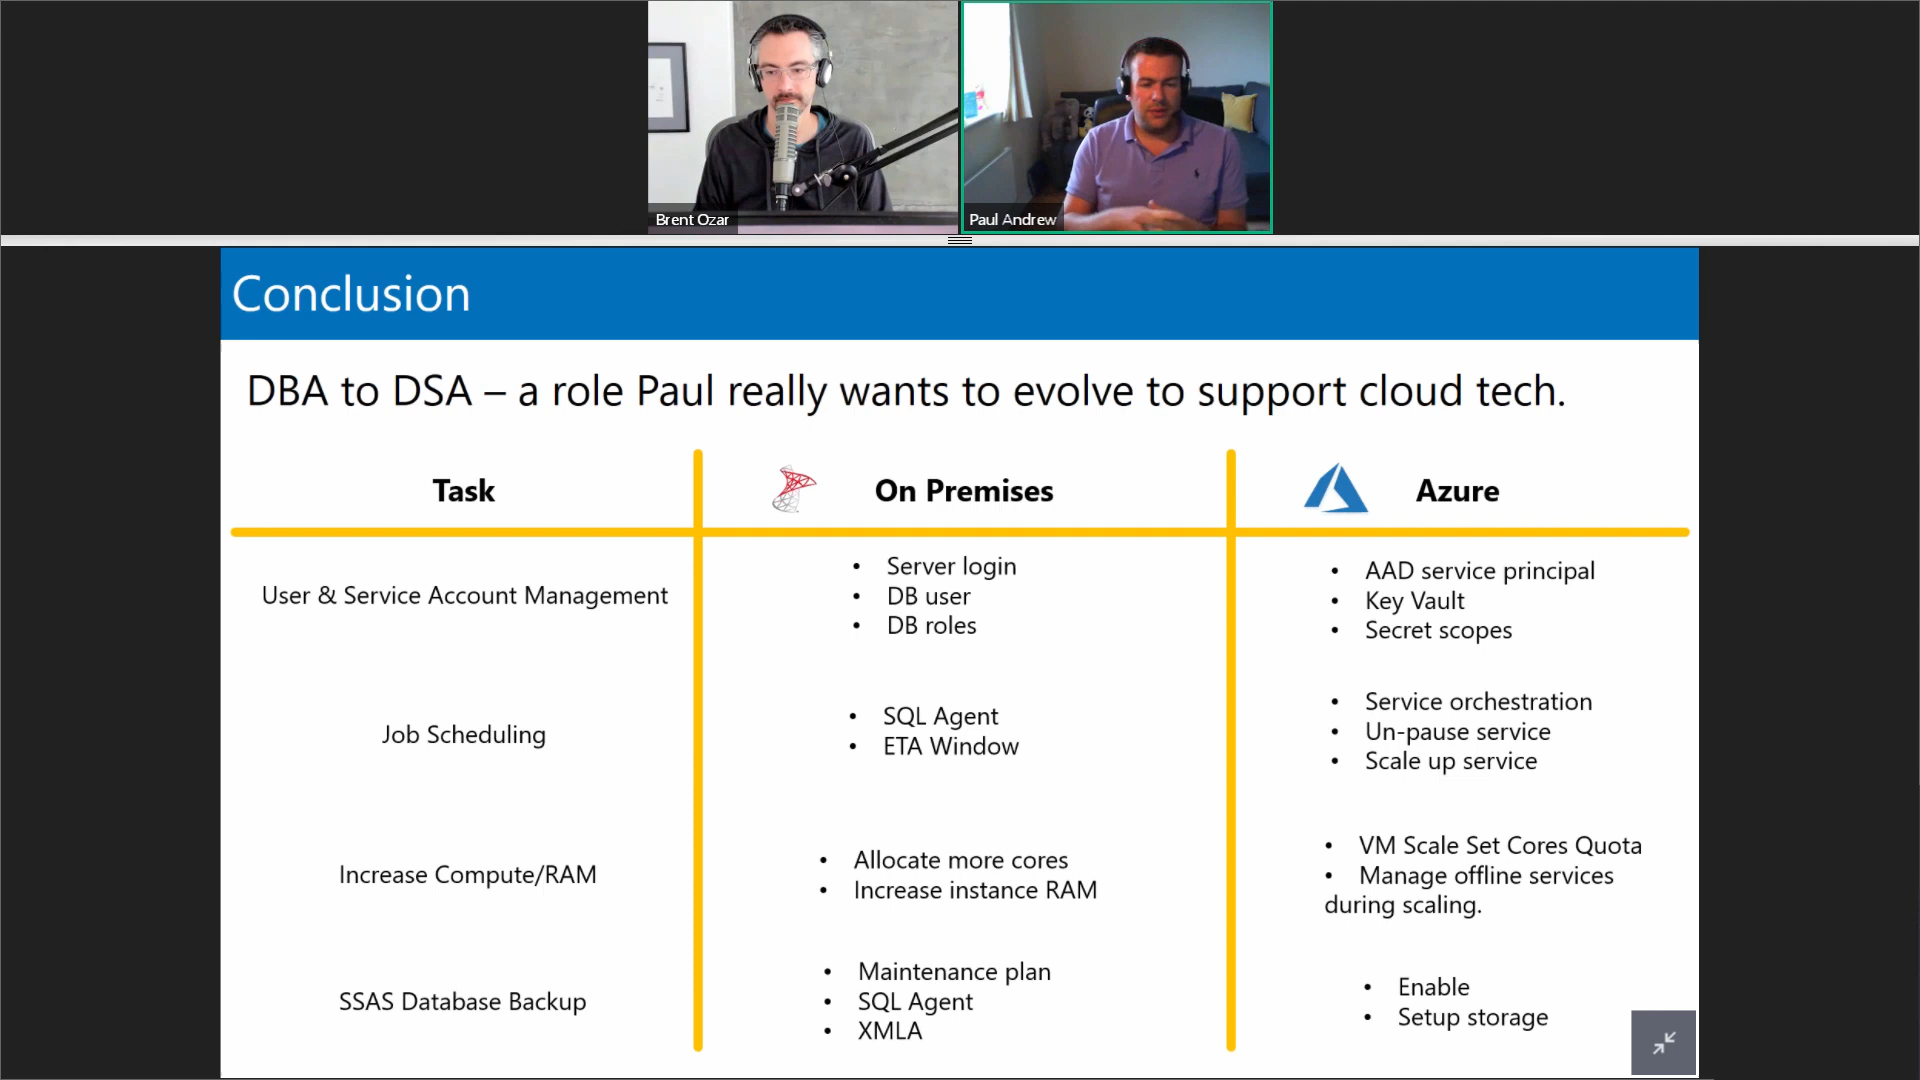 Brent Ozar
Paul Andrew
Conclusion
DBA to DSA – a role Paul really wants to evolve to support cloud tech.
Task
On Premises
Azure
User & Service Account Management
• Server login
• DB user
• DB roles
• AAD service principal
• Key Vault
• Secret scopes
Job Scheduling
• SQL Agent
• ETA Window
• Service orchestration
• Un-pause service
• Scale up service
Increase Compute/RAM
• Allocate more cores
• Increase instance RAM
• VM Scale Set Cores Quota
• Manage offline services
during scaling.
SSAS Database Backup
• Maintenance plan
• SQL Agent
• XMLA
• Enable
• Setup storage